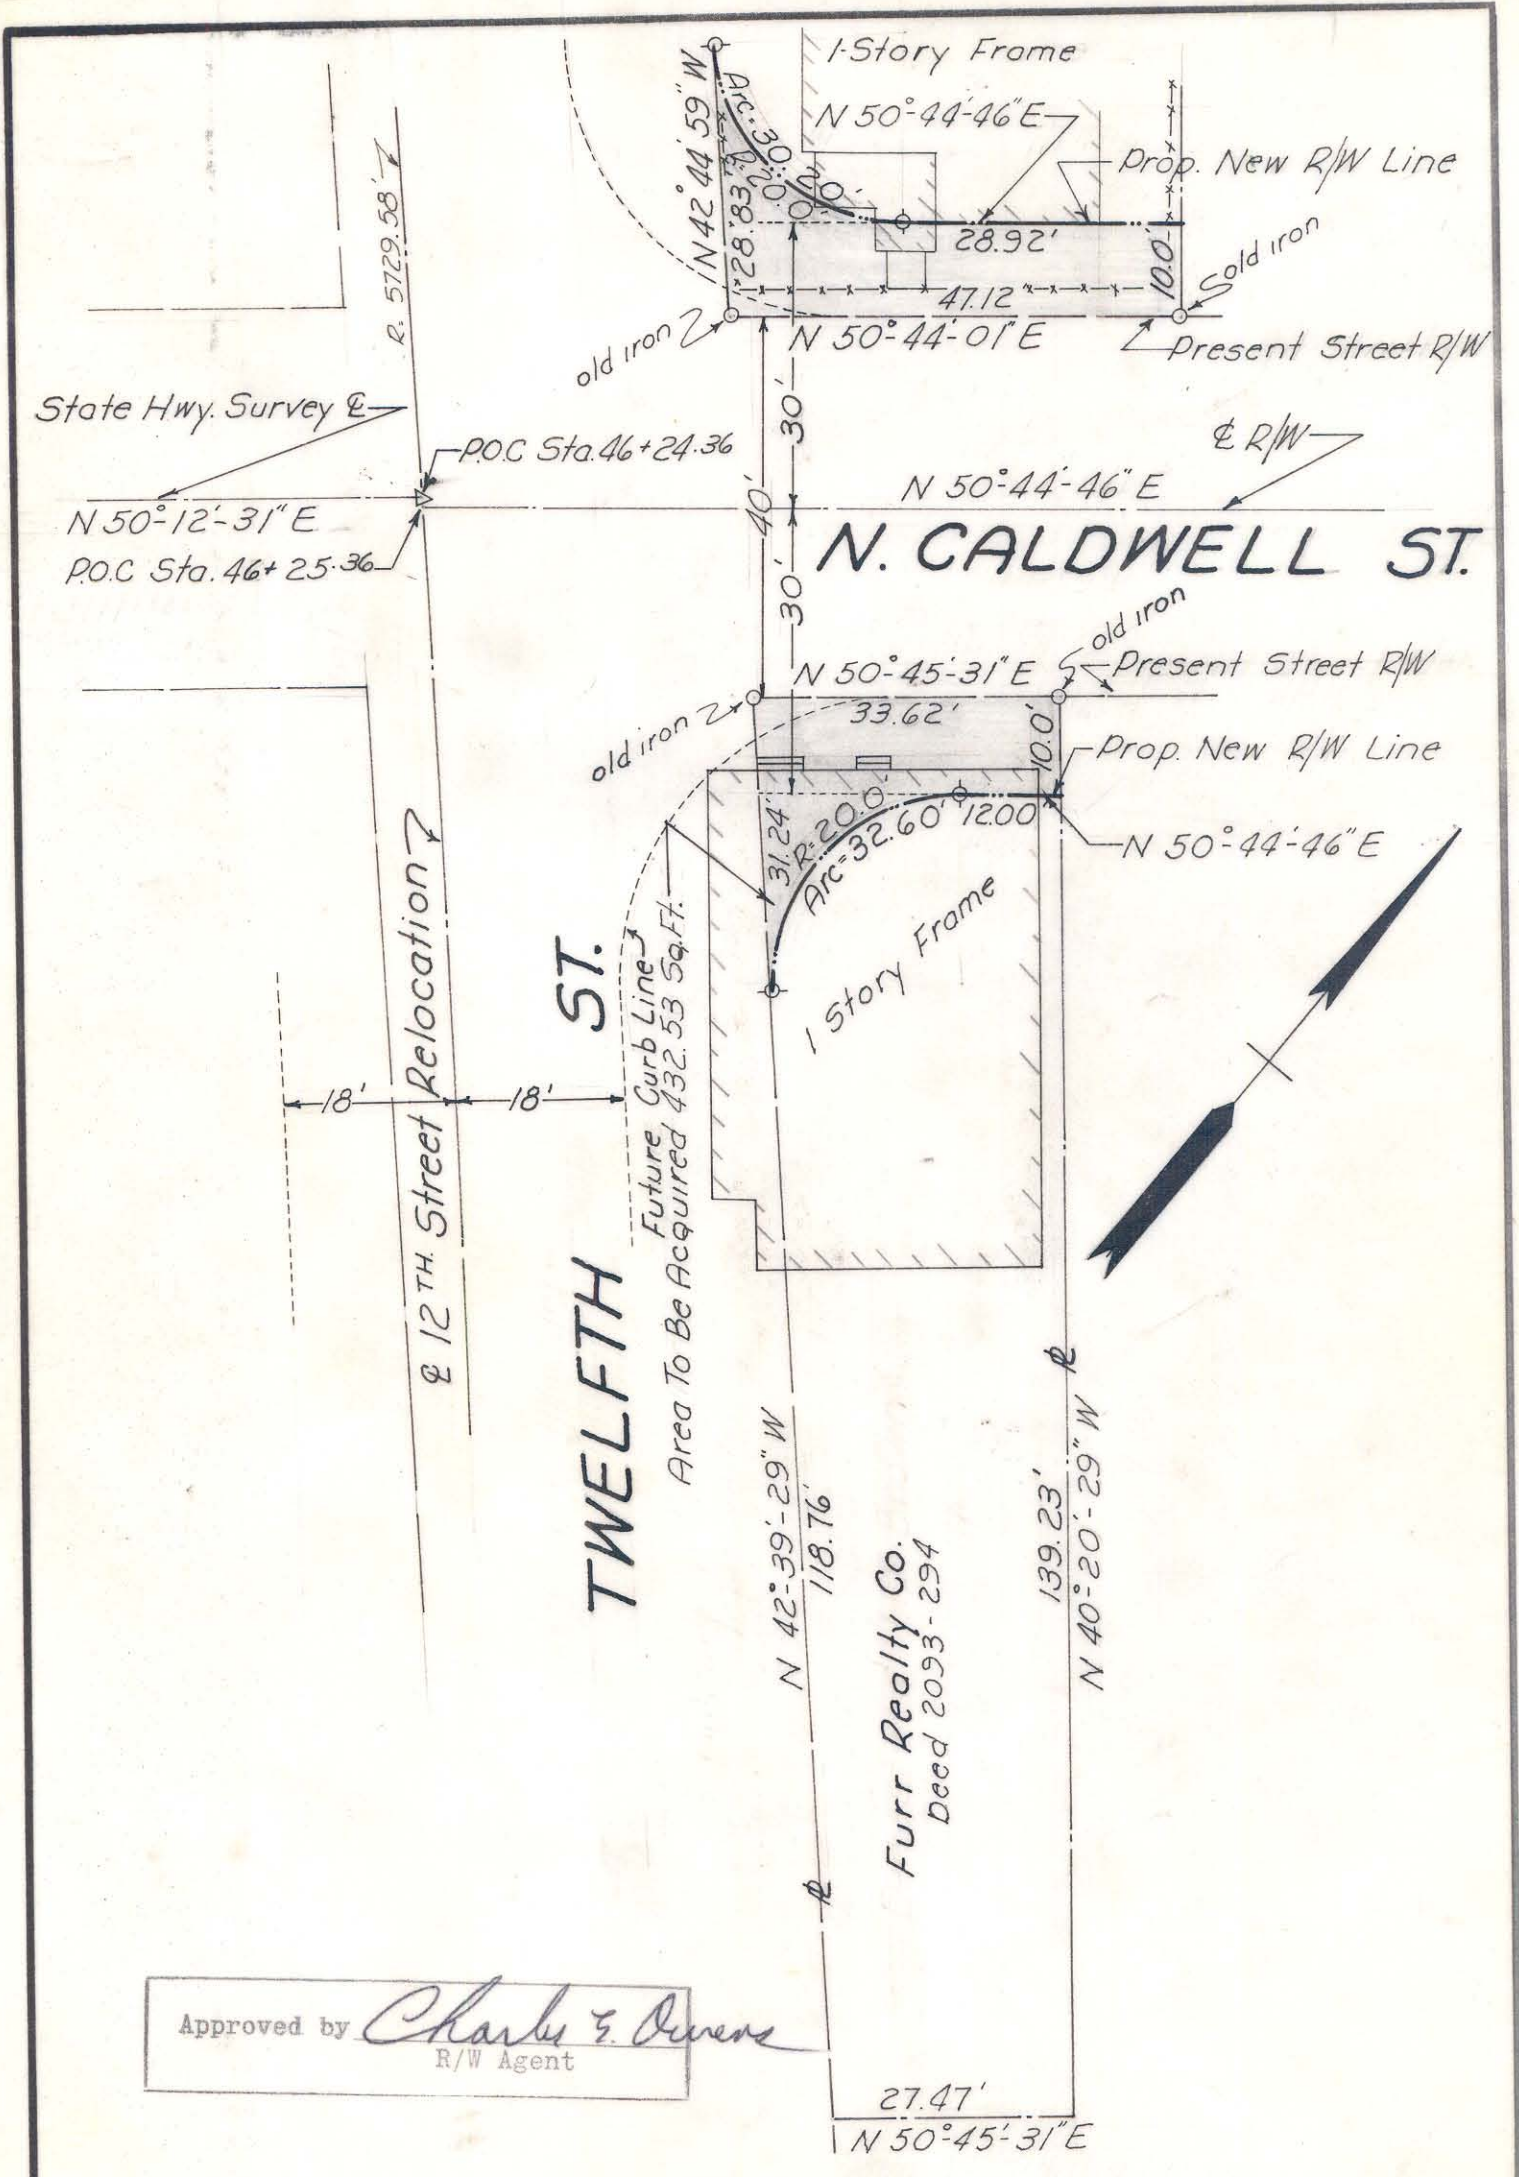 1-Story Frame
N 50°-44'-46" E
Prop. New R/W Line
N 42° 44' 59" W
28.83'
Arc= 30.02'
R= 20.0'
28.92'
10.0'
old iron
47.12'
N 50°-44'-01" E
old iron
Present Street R/W
R= 5729.58'
State Hwy. Survey ℄
P.O.C Sta. 46+24.36
N 50°-12'-31" E
P.O.C Sta. 46+25.36
30'
40'
30'
℄ R/W
N 50°-44'-46" E
N. CALDWELL ST.
old iron
N 50°-45'-31" E
Present Street R/W
old iron
33.62'
10.0'
Prop. New R/W Line
31.24'
R= 20.0'
Arc= 32.60'
12.00
N 50°-44'-46" E
1 Story Frame
℄ 12TH. Street Relocation
18'
18'
TWELFTH ST.
Future Curb Line
Area To Be Acquired 432.53 Sq.Ft.
N 42°-39'-29" W
118.76'
139.23'
N 40°-20'-29" W
Furr Realty Co.
Deed 2093-294
Approved by Charles E. Owens
R/W Agent
27.47'
N 50°-45'-31" E